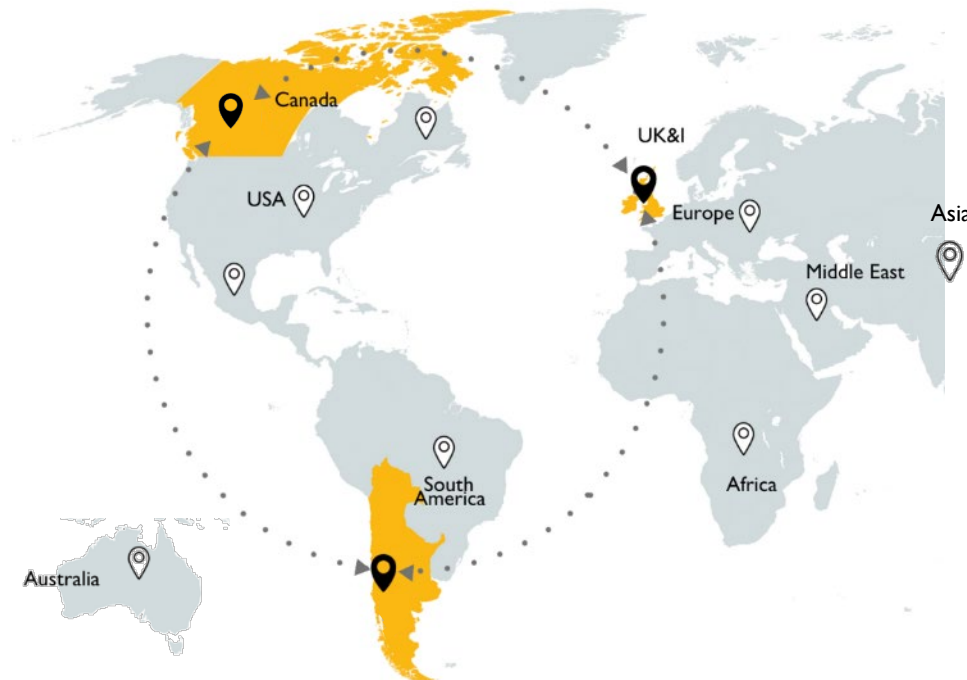 Canada
UK&I
USA
Europe
Asia
Middle East
South
America
Africa
Australia